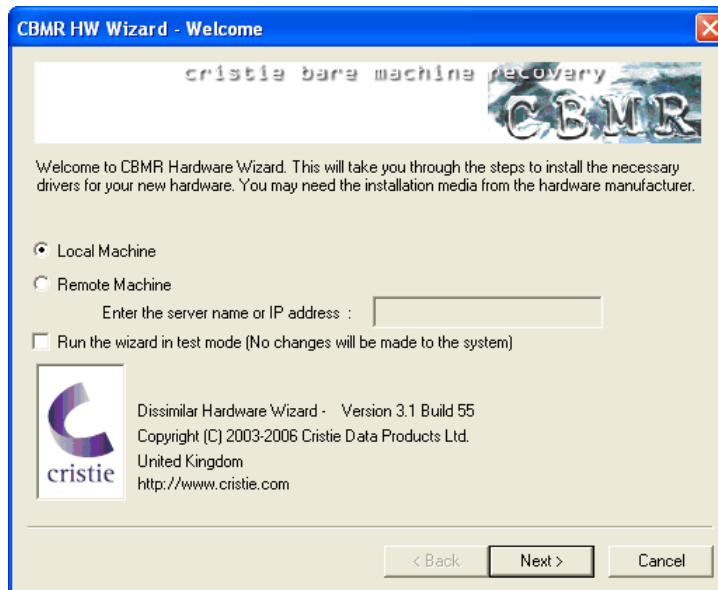 CBMR HW Wizard - Welcome
cristie bare machine recovery
CBMR
Welcome to CBMR Hardware Wizard. This will take you through the steps to install the necessary
drivers for your new hardware. You may need the installation media from the hardware manufacturer.
Local Machine
Remote Machine
Enter the server name or IP address :
Run the wizard in test mode (No changes will be made to the system)
cristie
Dissimilar Hardware Wizard - Version 3.1 Build 55
Copyright (C) 2003-2006 Cristie Data Products Ltd.
United Kingdom
http://www.cristie.com
< Back Next > Cancel